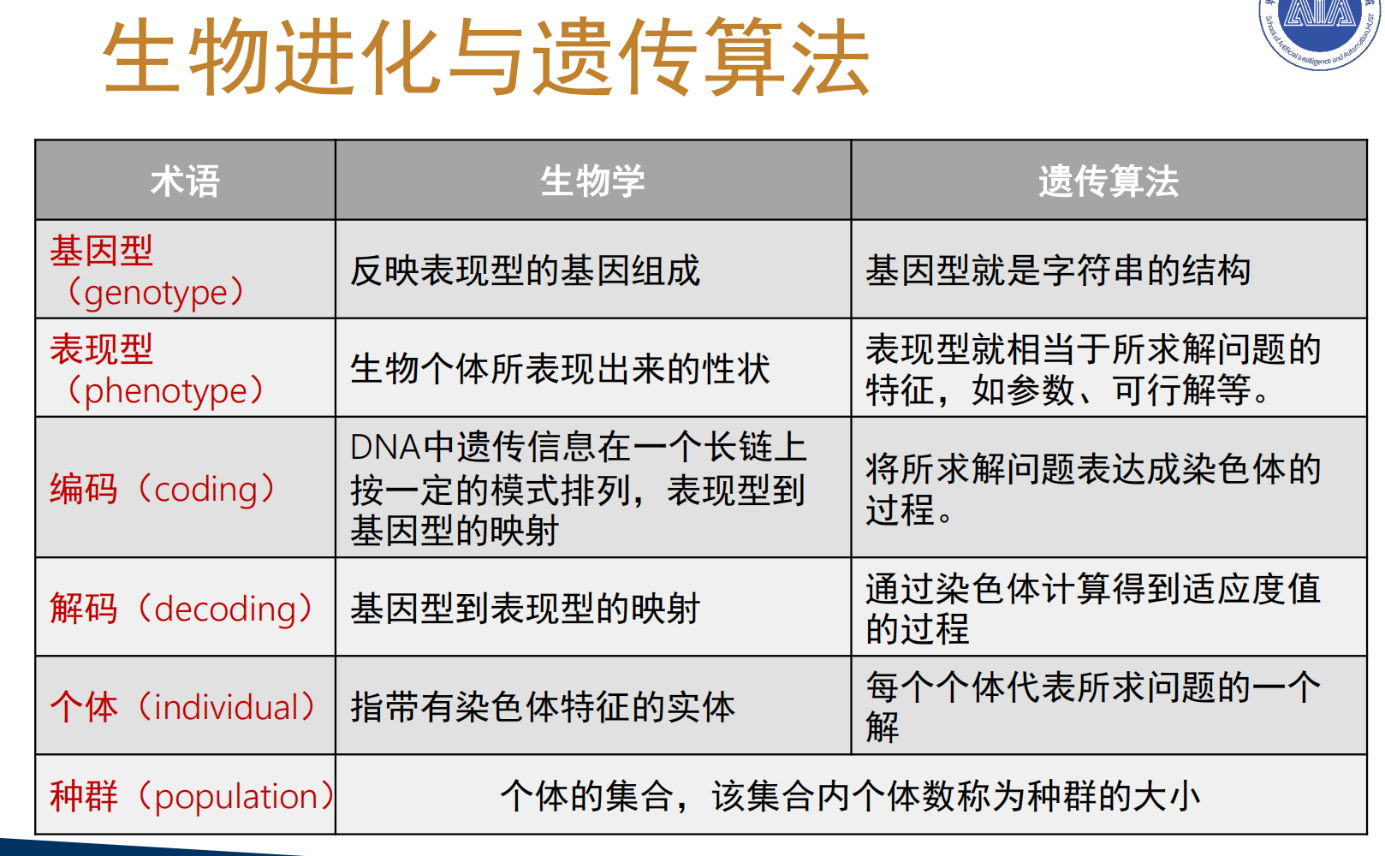 生物进化与遗传算法
School of Artificial Intelligence and Automation,HUST
术语
生物学
遗传算法
基因型
（genotype）
反映表现型的基因组成
基因型就是字符串的结构
表现型
（phenotype）
生物个体所表现出来的性状
表现型就相当于所求解问题的
特征，如参数、可行解等。
编码（coding）
DNA中遗传信息在一个长链上
按一定的模式排列，表现型到
基因型的映射
将所求解问题表达成染色体的
过程。
解码（decoding）
基因型到表现型的映射
通过染色体计算得到适应度值
的过程
个体（individual）
指带有染色体特征的实体
每个个体代表所求问题的一个
解
种群（population）
个体的集合，该集合内个体数称为种群的大小